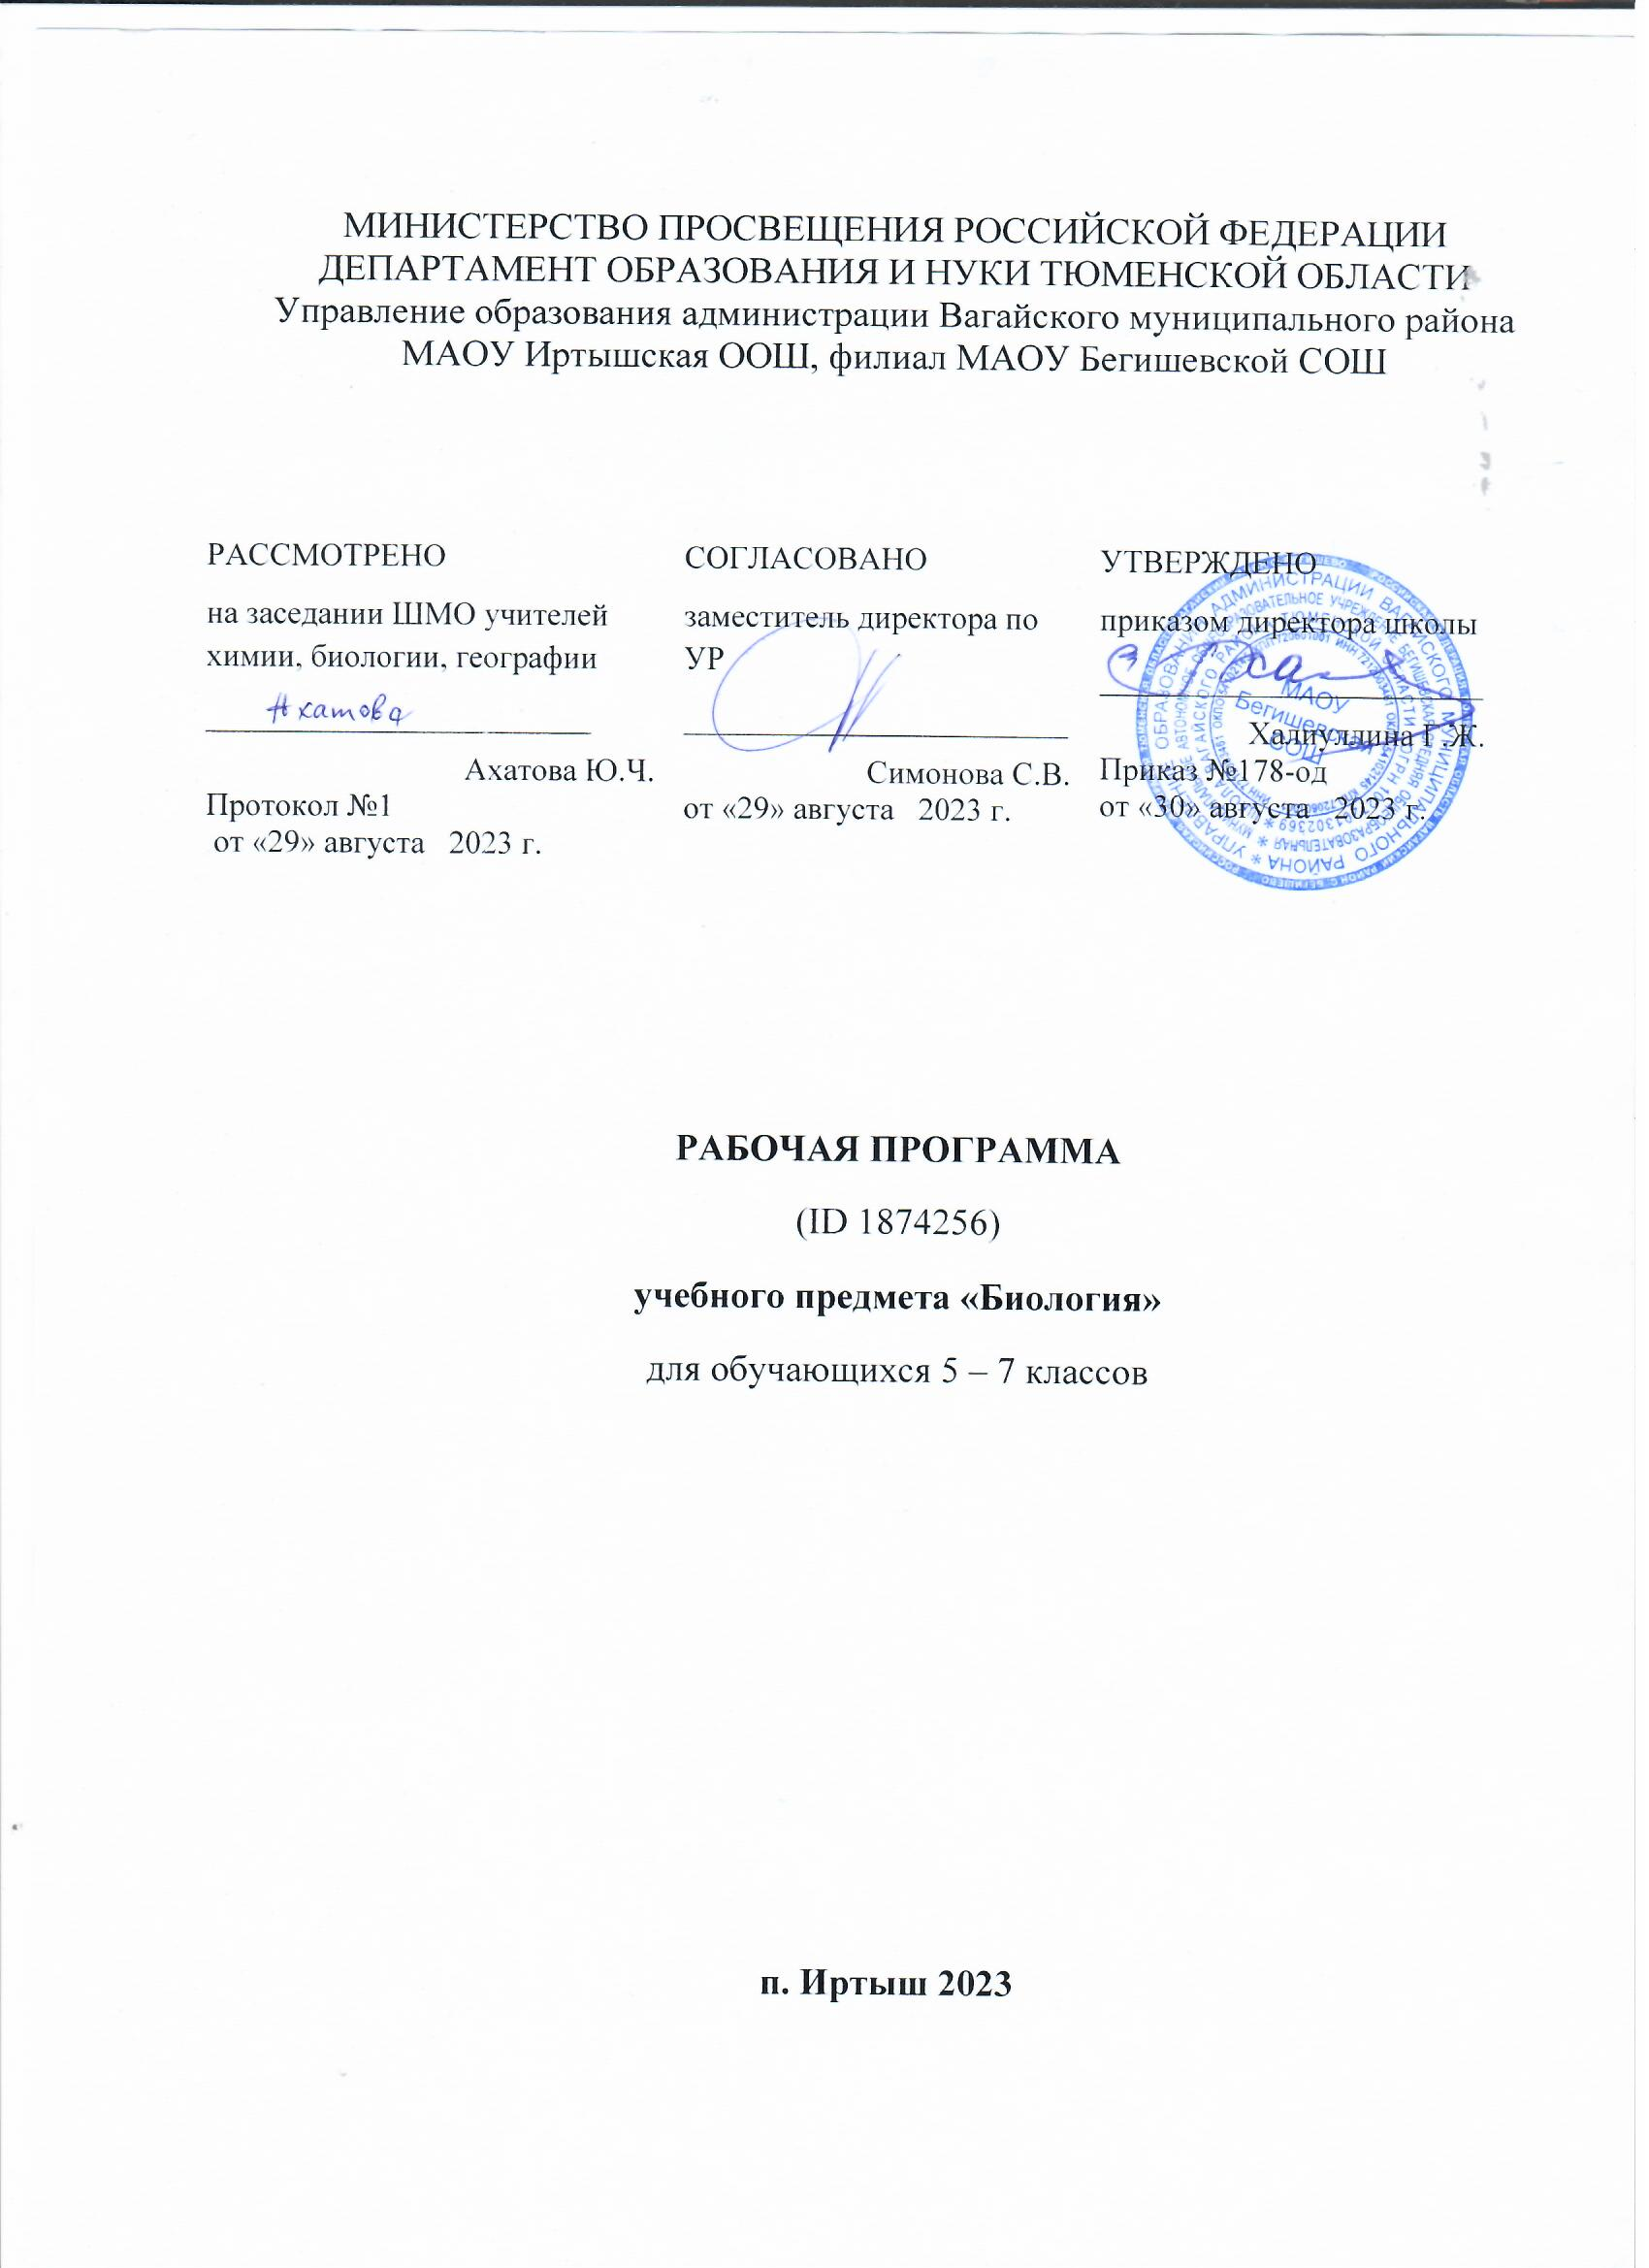 МИНИСТЕРСТВО ПРОСВЕЩЕНИЯ РОССИЙСКОЙ ФЕДЕРАЦИИ
ДЕПАРТАМЕНТ ОБРАЗОВАНИЯ И НУКИ ТЮМЕНСКОЙ ОБЛАСТИ
Управление образования администрации Вагайского муниципального района
МАОУ Иртышская ООШ, филиал МАОУ Бегишевской СОШ
РАССМОТРЕНО
на заседании ШМО учителей
химии, биологии, географии
Ахатова
Ахатова Ю.Ч.
Протокол №1
от «29» августа 2023 г.
СОГЛАСОВАНО
заместитель директора по
УР
Симонова С.В.
от «29» августа 2023 г.
УТВЕРЖДЕНО
приказом директора школы
Халиуллина Г.Ж.
Приказ №178-од
от «30» августа 2023 г.
МАОУ
Бегишевская
СОШ
РАБОЧАЯ ПРОГРАММА
(ID 1874256)
учебного предмета «Биология»
для обучающихся 5 – 7 классов
п. Иртыш 2023